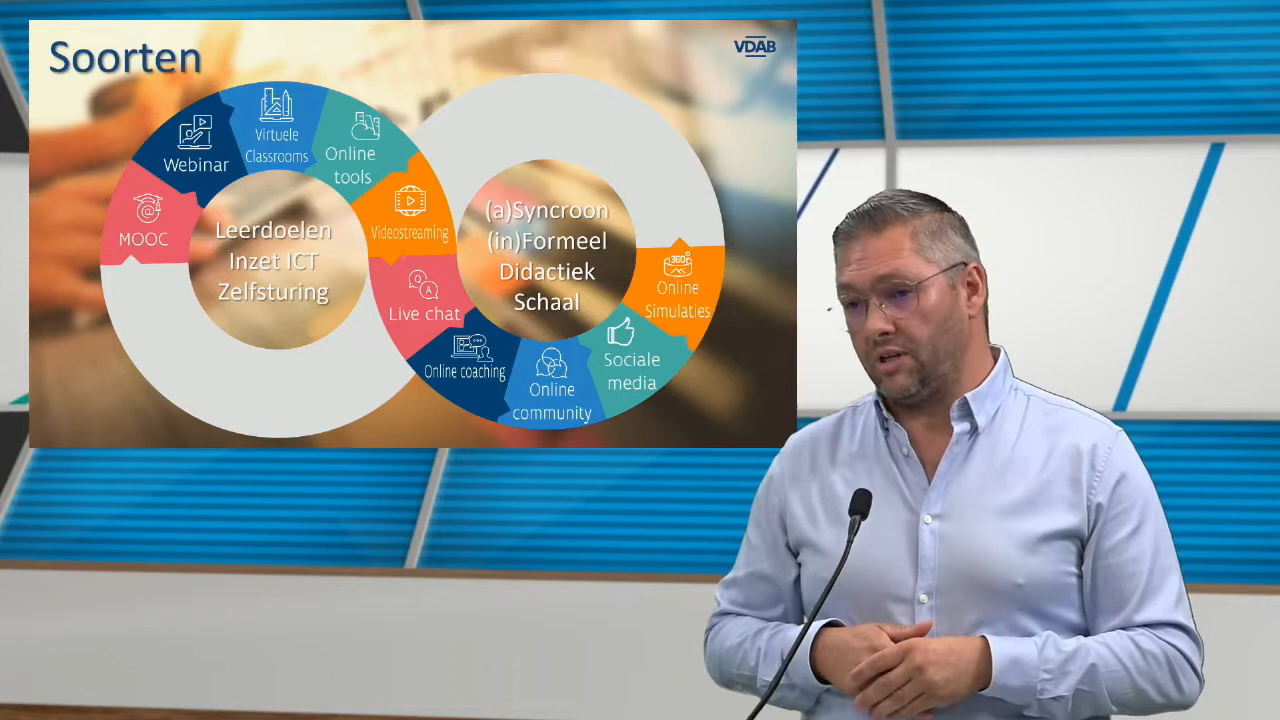 Soorten
VDAB
MOOC
Webinar
Virtuele
Classrooms
Online
tools
Videostreaming
Leerdoelen
Inzet ICT
Zelfsturing
(a)Syncroon
(in)Formeel
Didactiek
Schaal
Q
A
Live chat
Online coaching
Online
community
Sociale
media
360°
Online
Simulaties